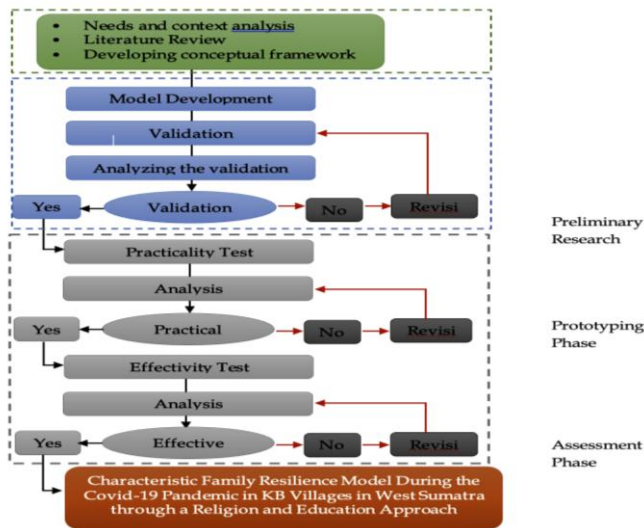 • Needs and context analysis
• Literature Review
• Developing conceptual framework
Model Development
Validation
Analyzing the validation
Yes
Validation
No
Revisi
Preliminary
Research
Practicality Test
Analysis
Yes
Practical
No
Revisi
Prototyping
Phase
Effectivity Test
Analysis
Yes
Effective
No
Revisi
Assessment
Phase
Characteristic Family Resilience Model During the
Covid-19 Pandemic in KB Villages in West Sumatra
through a Religion and Education Approach